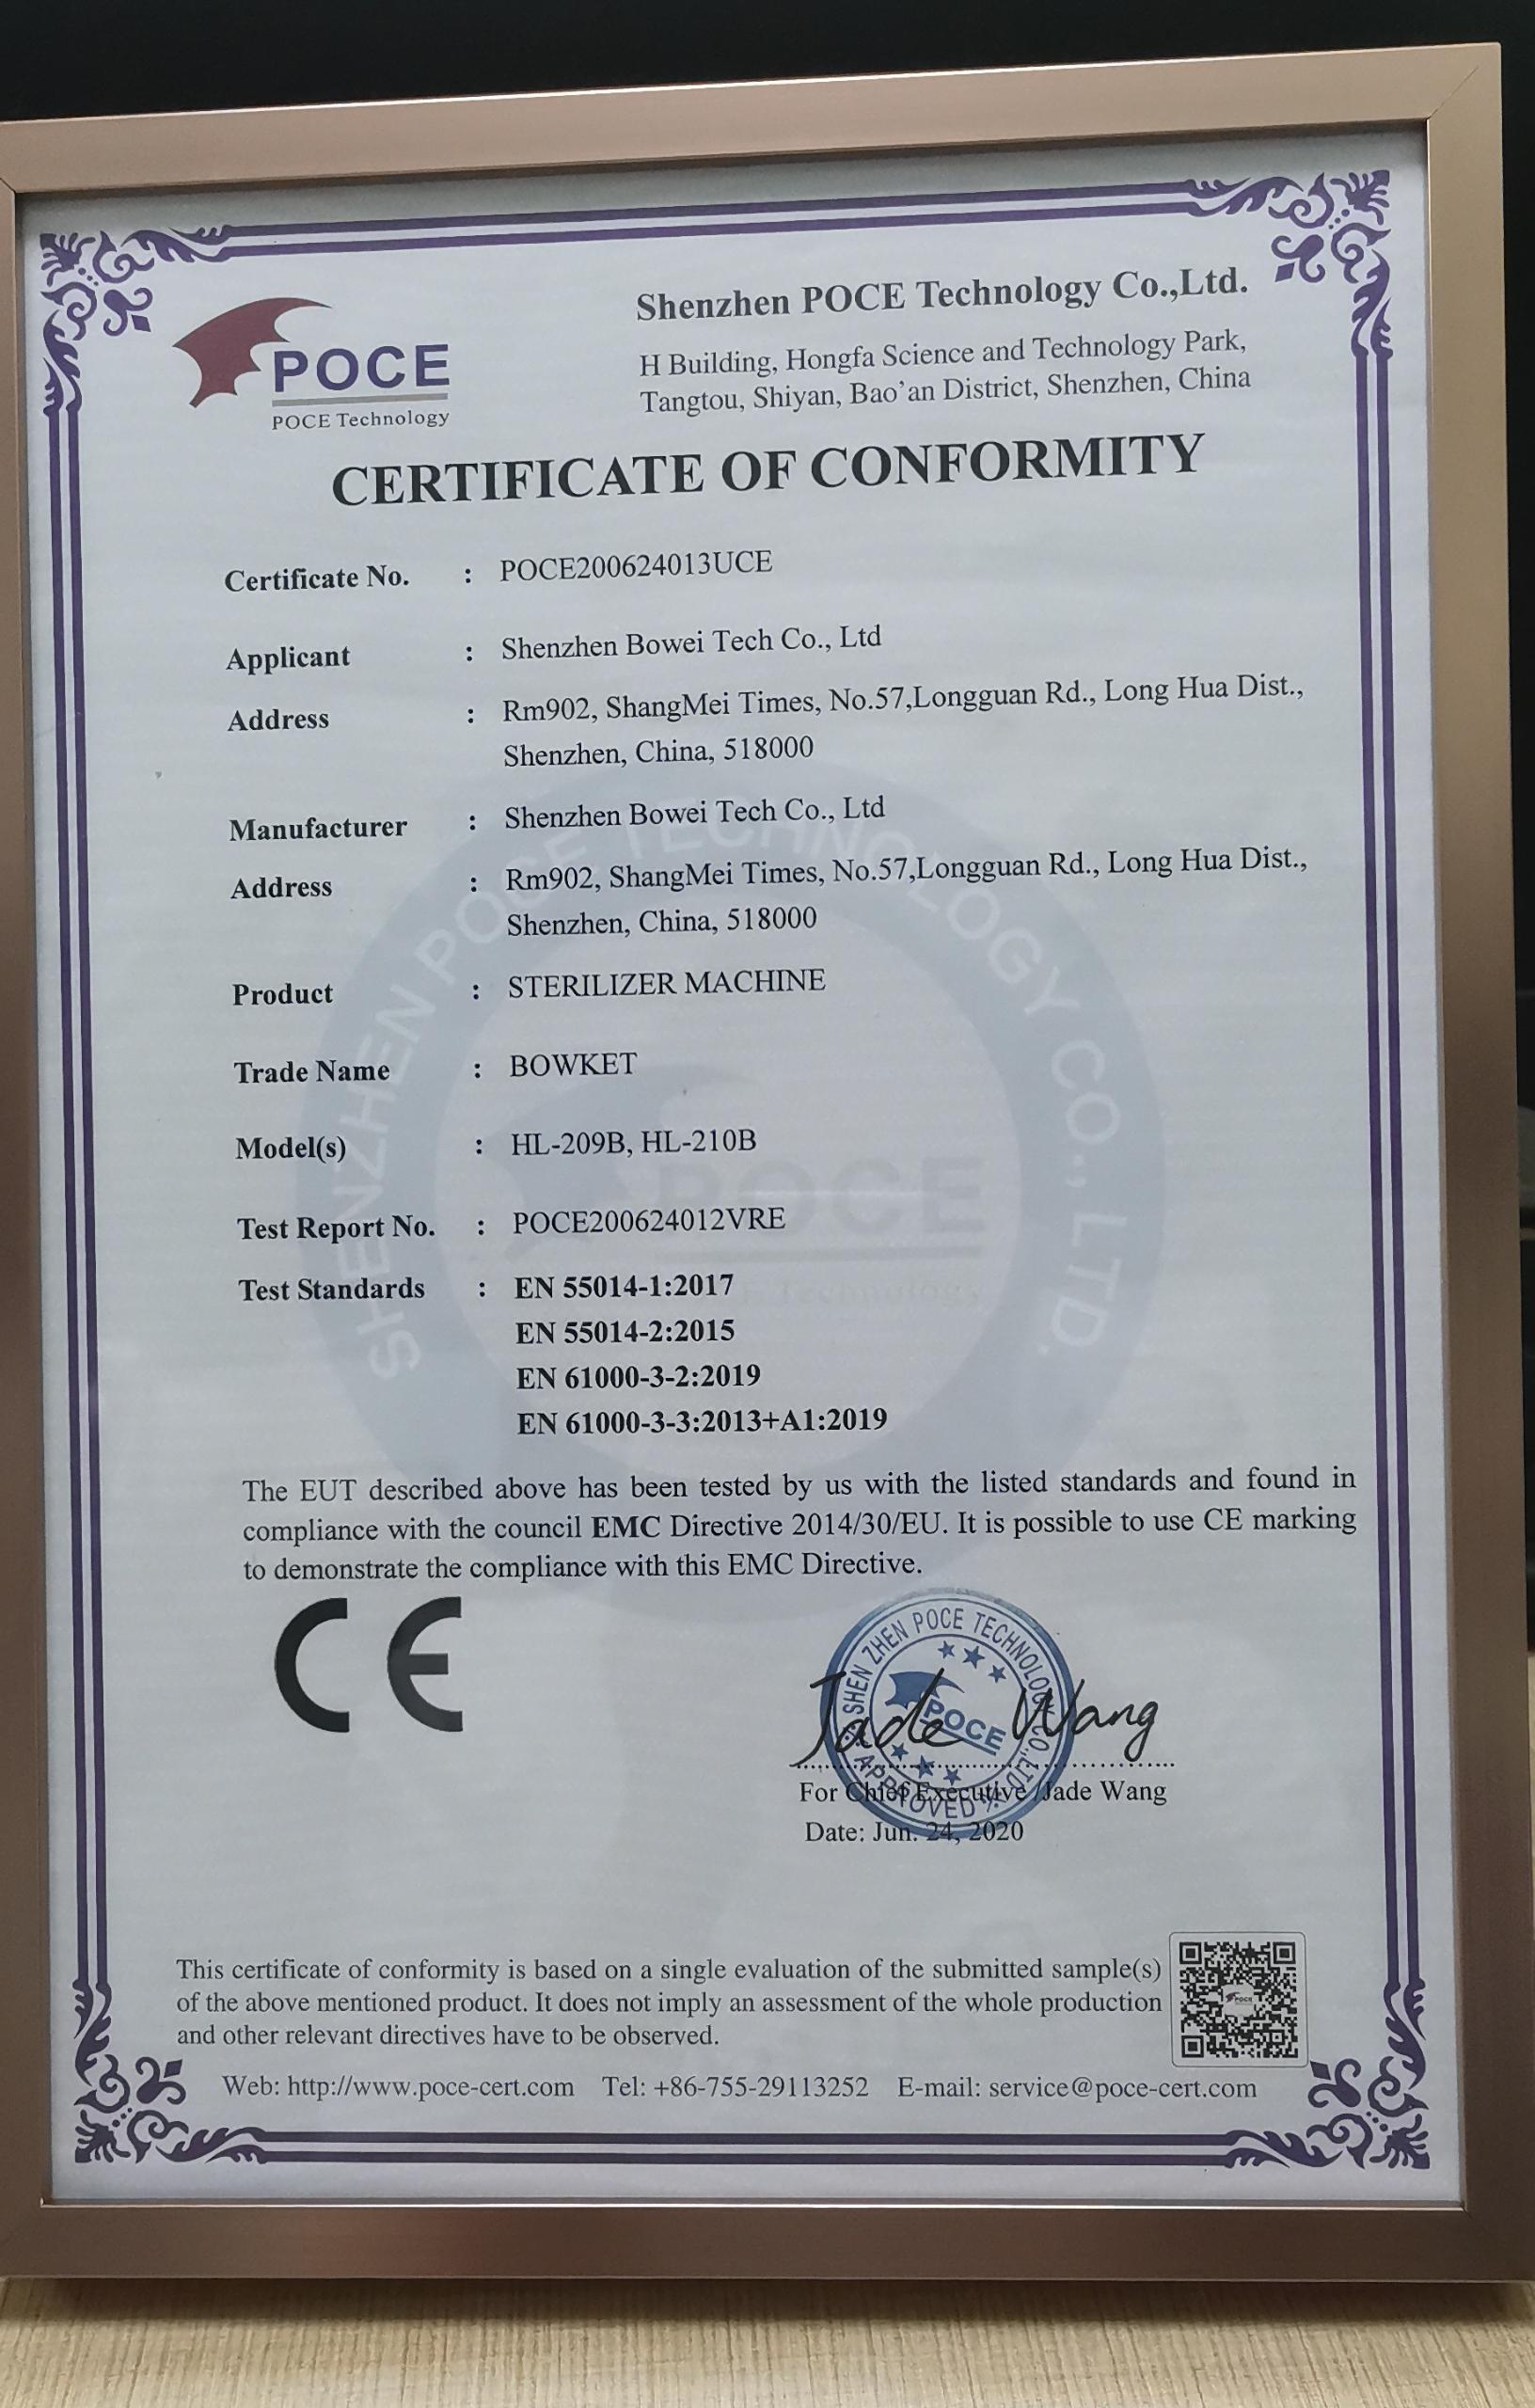 POCE
POCE Technology
Shenzhen POCE Technology Co.,Ltd.
H Building, Hongfa Science and Technology Park,
Tangtou, Shiyan, Bao'an District, Shenzhen, China
CERTIFICATE OF CONFORMITY
Certificate No. : POCE200624013UCE
Applicant : Shenzhen Bowei Tech Co., Ltd
Address : Rm902, ShangMei Times, No.57,Longguan Rd., Long Hua Dist.,
Shenzhen, China, 518000
Manufacturer : Shenzhen Bowei Tech Co., Ltd
Address : Rm902, ShangMei Times, No.57,Longguan Rd., Long Hua Dist.,
Shenzhen, China, 518000
Product : STERILIZER MACHINE
Trade Name : BOWKET
Model(s) : HL-209B, HL-210B
Test Report No. : POCE200624012VRE
Test Standards : EN 55014-1:2017
EN 55014-2:2015
EN 61000-3-2:2019
EN 61000-3-3:2013+A1:2019
SHENZHEN POCE TECHNOLOGY CO., LTD.
POCE
Technology
The EUT described above has been tested by us with the listed standards and found in
compliance with the council EMC Directive 2014/30/EU. It is possible to use CE marking
to demonstrate the compliance with this EMC Directive.
CE
SHEN ZHEN POCE TECHNOLOGY CO.,LTD
POCE
APPROVED
Jade Wang
For Chief Executive /Jade Wang
Date: Jun. 24, 2020
This certificate of conformity is based on a single evaluation of the submitted sample(s)
of the above mentioned product. It does not imply an assessment of the whole production
and other relevant directives have to be observed.
POCE
Web: http://www.poce-cert.com Tel: +86-755-29113252 E-mail: service@poce-cert.com